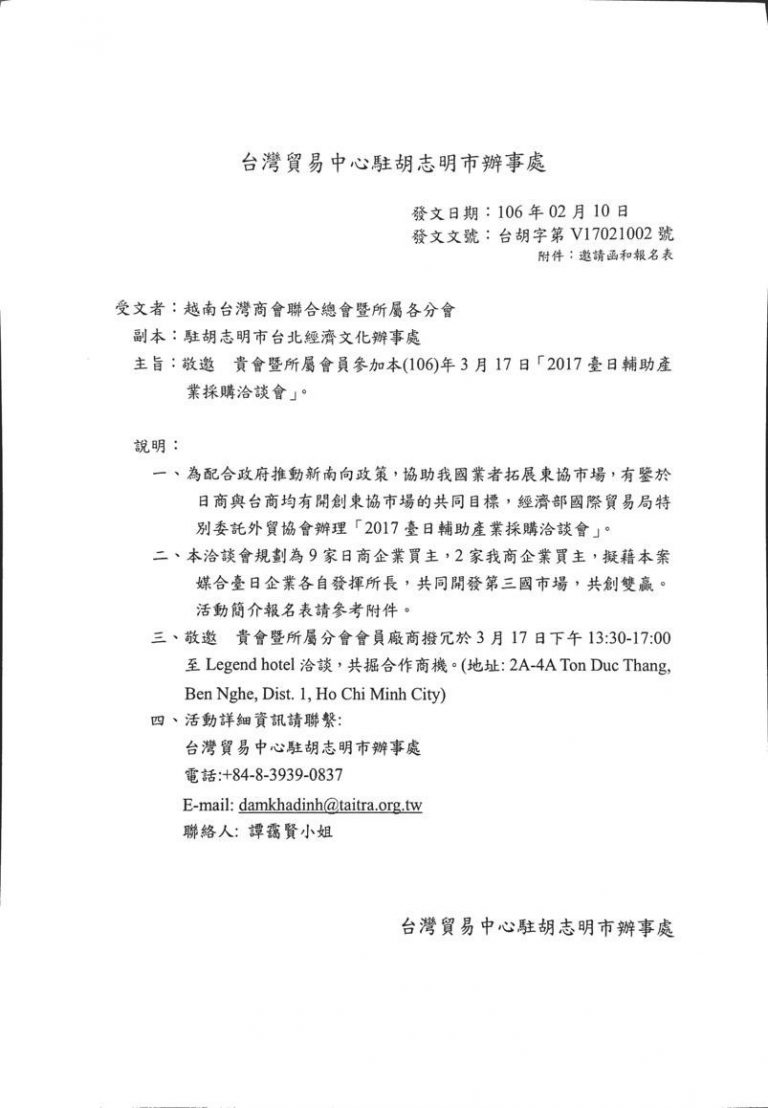 台灣貿易中心駐胡志明市辦事處
發文日期：106 年 02 月 10 日
發文文號：台胡字第 V17021002 號
附件：邀請函和報名表
受文者：越南台灣商會聯合總會暨所屬各分會
副本：駐胡志明市台北經濟文化辦事處
主旨：敬邀　貴會暨所屬會員參加本(106)年 3 月 17 日「2017 臺日輔助產
業採購洽談會」。
說明：
一、為配合政府推動新南向政策，協助我國業者拓展東協市場，有鑒於
日商與台商均有開創東協市場的共同目標，經濟部國際貿易局特
別委託外貿協會辦理「2017 臺日輔助產業採購洽談會」。
二、本洽談會規劃為 9 家日商企業買主，2 家我商企業買主，擬藉本案
媒合臺日企業各自發揮所長，共同開發第三國市場，共創雙贏。
活動簡介報名表請參考附件。
三、敬邀　貴會暨所屬分會會員廠商撥冗於 3 月 17 日下午 13:30-17:00
至 Legend hotel 洽談，共掘合作商機。(地址: 2A-4A Ton Duc Thang,
Ben Nghe, Dist. 1, Ho Chi Minh City)
四、活動詳細資訊請聯繫:
台灣貿易中心駐胡志明市辦事處
電話:+84-8-3939-0837
E-mail: damkhadinh@taitra.org.tw
聯絡人: 譚靄賢小姐
台灣貿易中心駐胡志明市辦事處